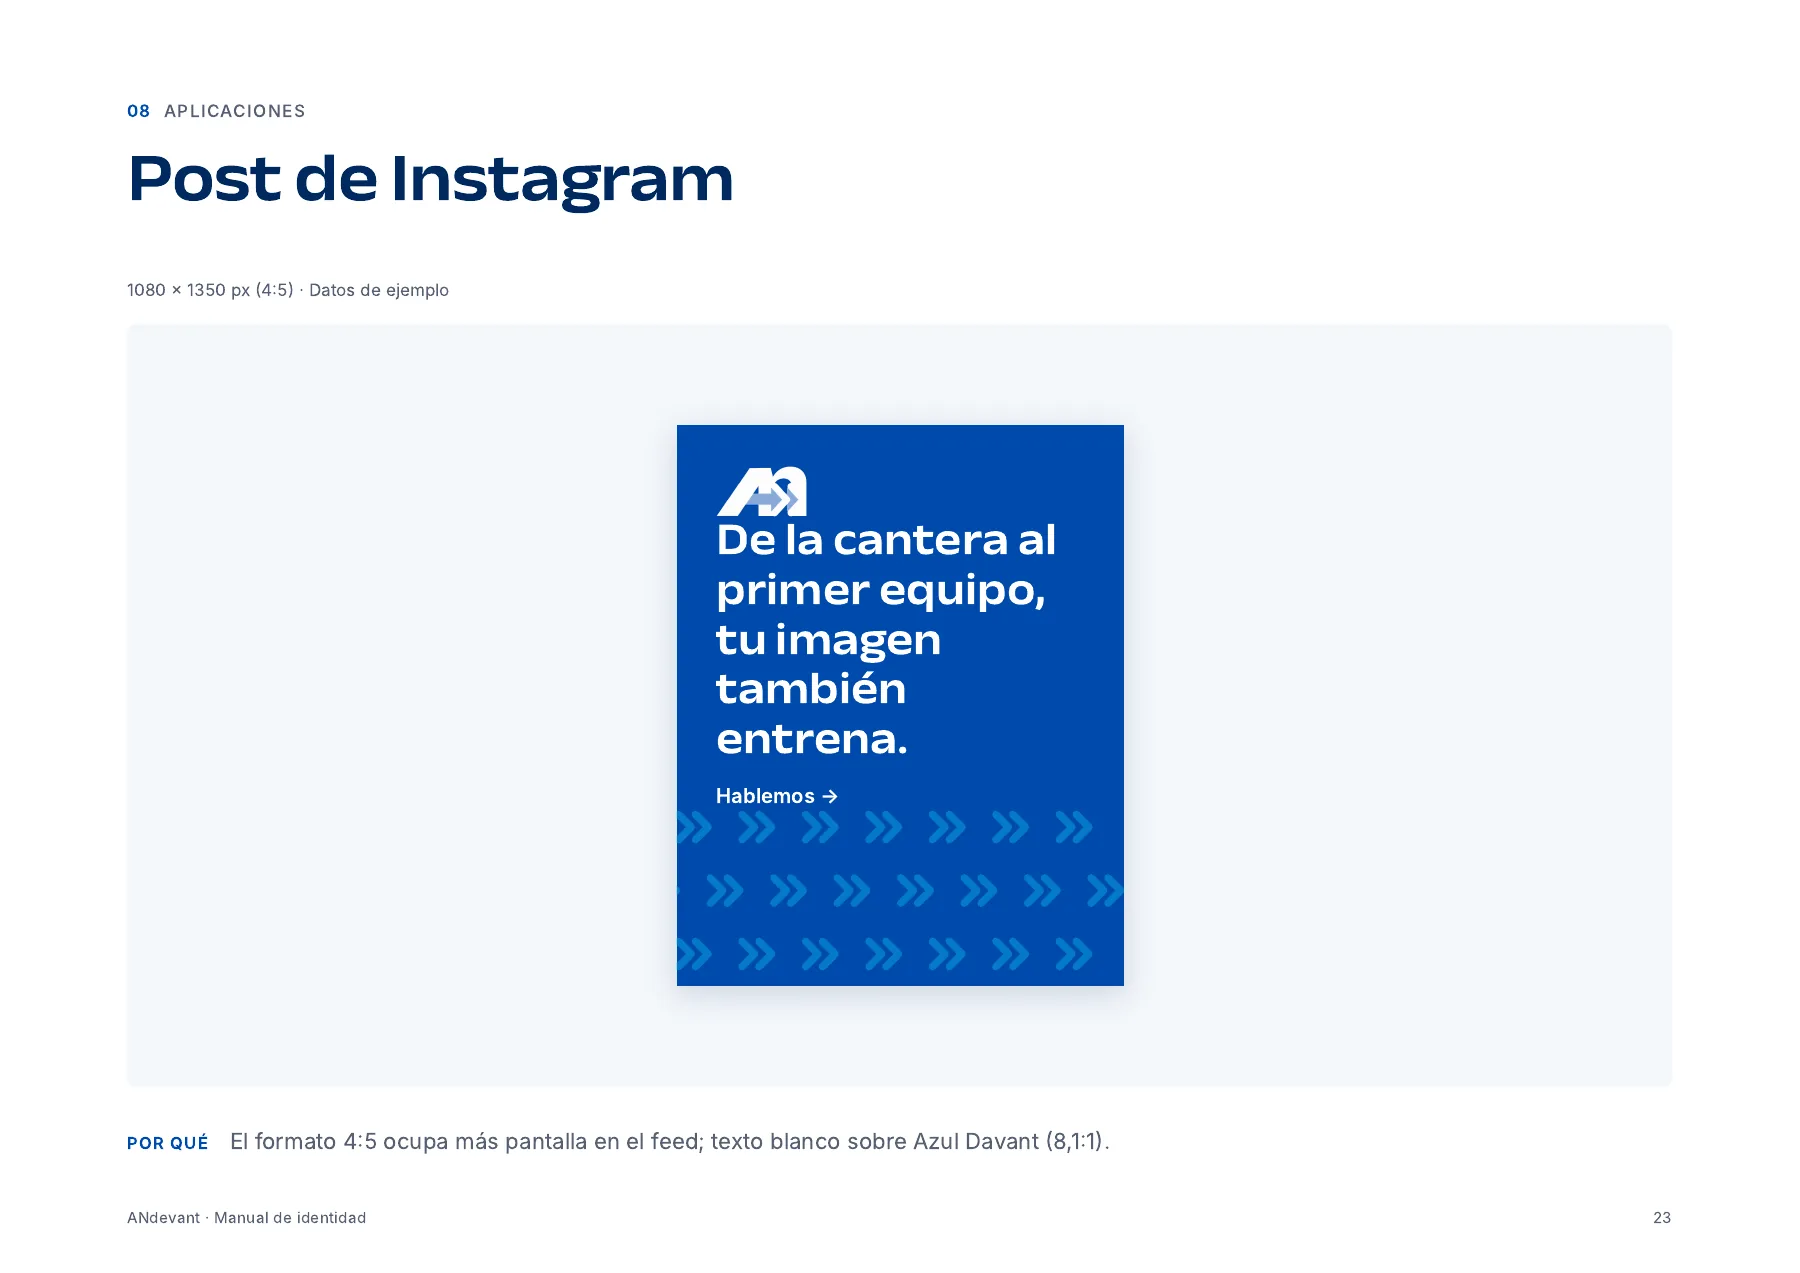 08 APLICACIONES
Post de Instagram
1080 × 1350 px (4:5) · Datos de ejemplo
An
De la cantera al
primer equipo,
tu imagen
también
entrena.
Hablemos →
POR QUÉ El formato 4:5 ocupa más pantalla en el feed; texto blanco sobre Azul Davant (8,1:1).
ANdevant · Manual de identidad
23